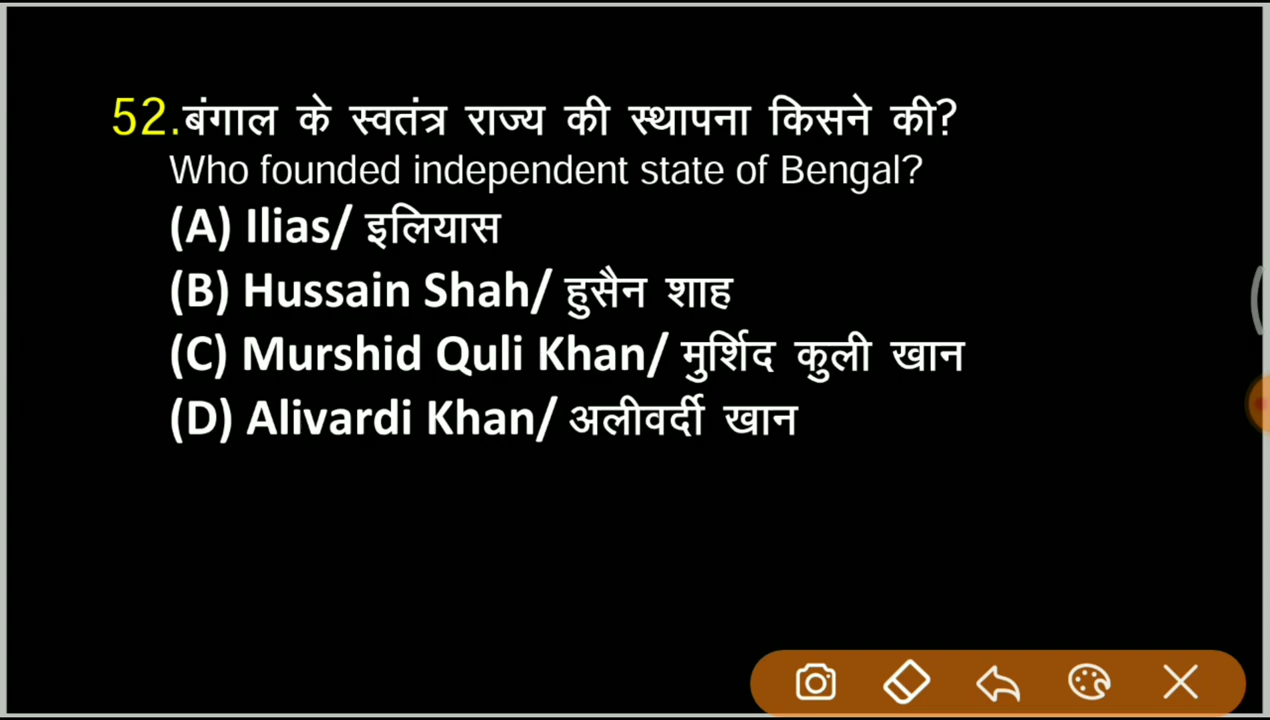 52.बंगाल के स्वतंत्र राज्य की स्थापना किसने की?
Who founded independent state of Bengal?
(A) Ilias/ इलियास
(B) Hussain Shah/ हुसैन शाह
(C) Murshid Quli Khan/ मुर्शिद कुली खान
(D) Alivardi Khan/ अलीवर्दी खान